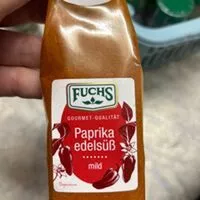 FUCHS
GOURMET-QUALITÄT
Paprika
edelsüß
mild